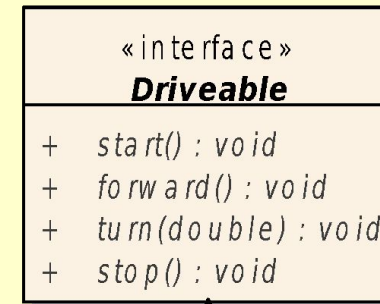 «interface»
Driveable
+ start() : void
+ forward() : void
+ turn(double) : void
+ stop() : void